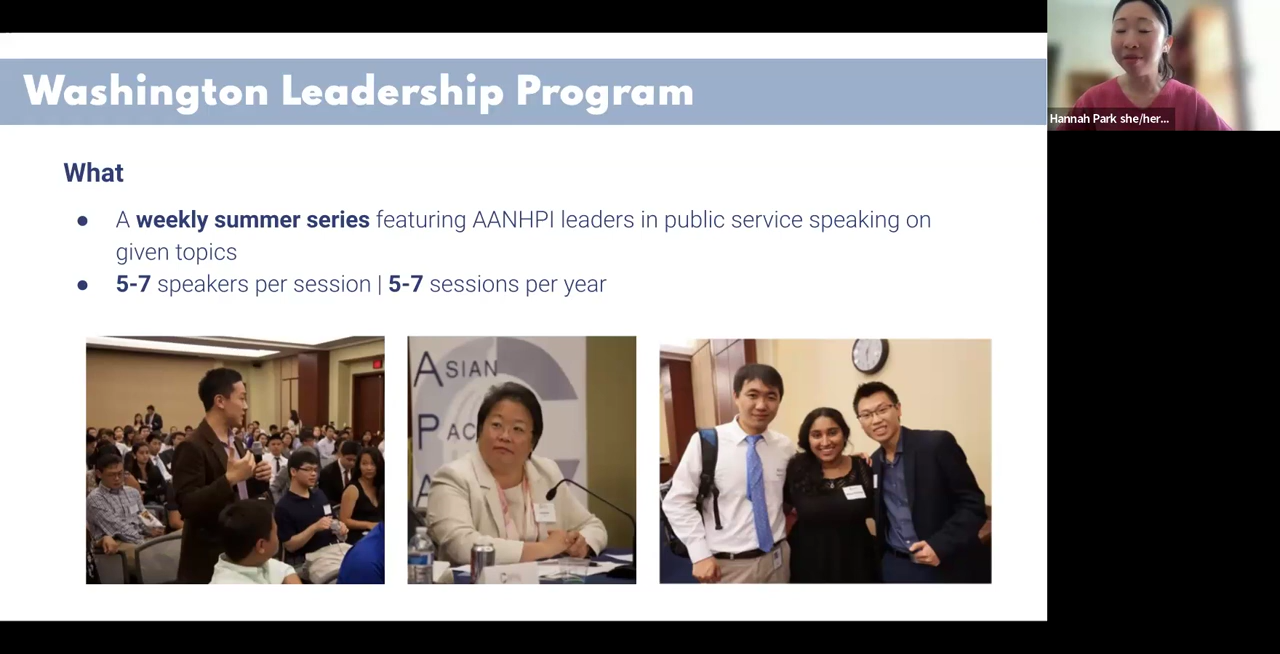 Washington Leadership Program
Hannah Park she/her...
What
● A weekly summer series featuring AANHPI leaders in public service speaking on
given topics
● 5-7 speakers per session | 5-7 sessions per year
ASIAN
PAC
A